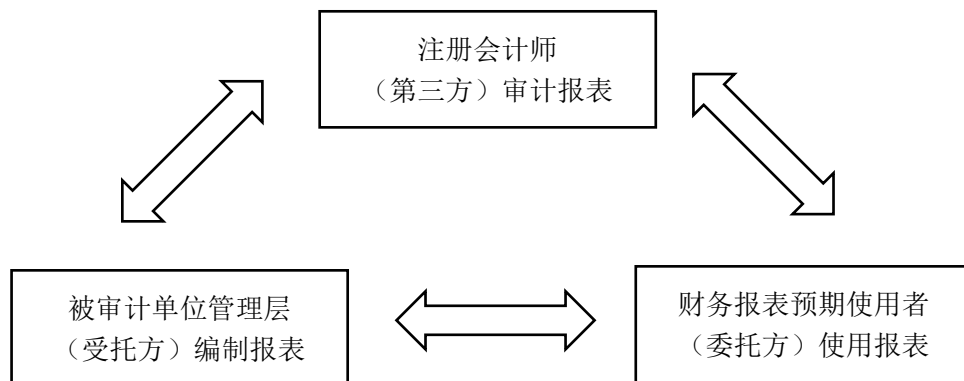 注册会计师
（第三方）审计报表
被审计单位管理层
（受托方）编制报表
财务报表预期使用者
（委托方）使用报表